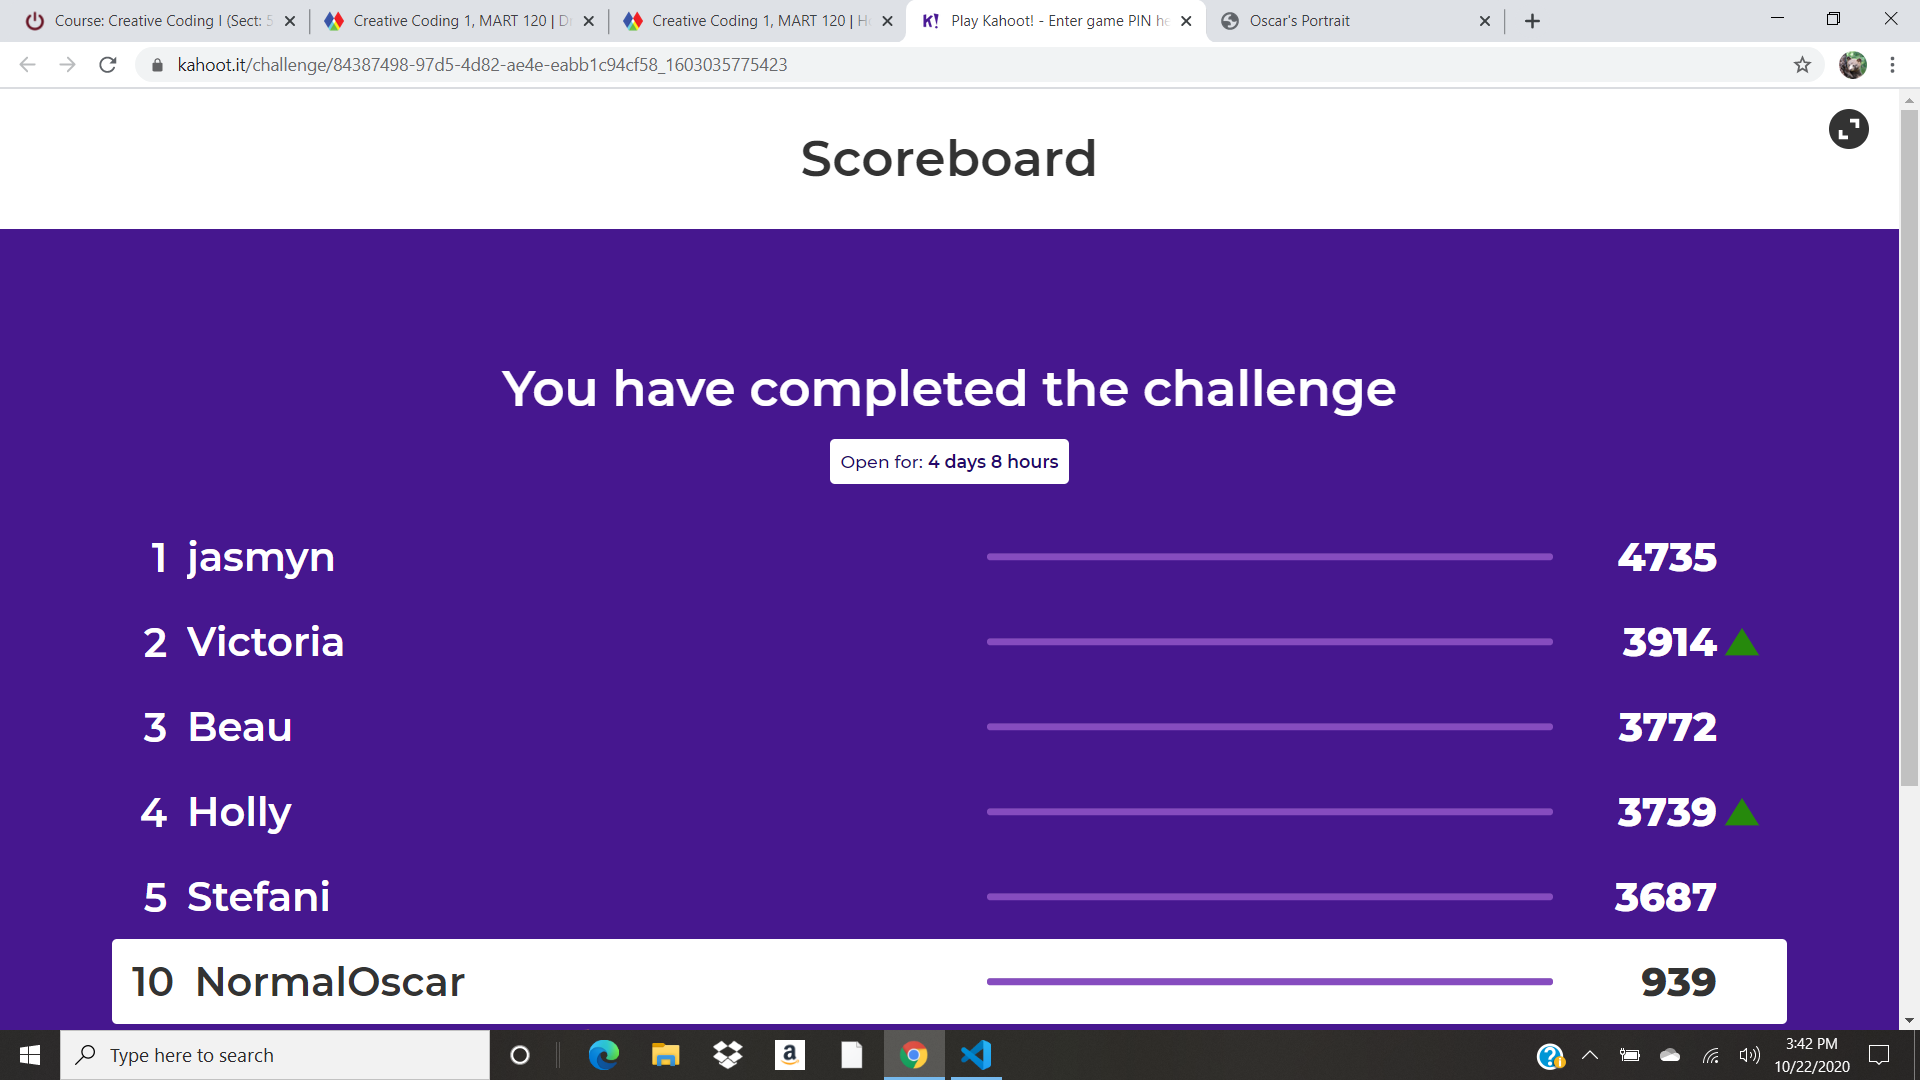 Course: Creative Coding I (Sect: 5
Creative Coding 1, MART 120 | D
Creative Coding 1, MART 120 | H
K! Play Kahoot! - Enter game PIN he
Oscar's Portrait
kahoot.it/challenge/84387498-97d5-4d82-ae4e-eabb1c94cf58_1603035775423
Scoreboard
You have completed the challenge
Open for: 4 days 8 hours
1 jasmyn 4735
2 Victoria 3914
3 Beau 3772
4 Holly 3739
5 Stefani 3687
10 NormalOscar 939
Type here to search
a
3:42 PM
10/22/2020